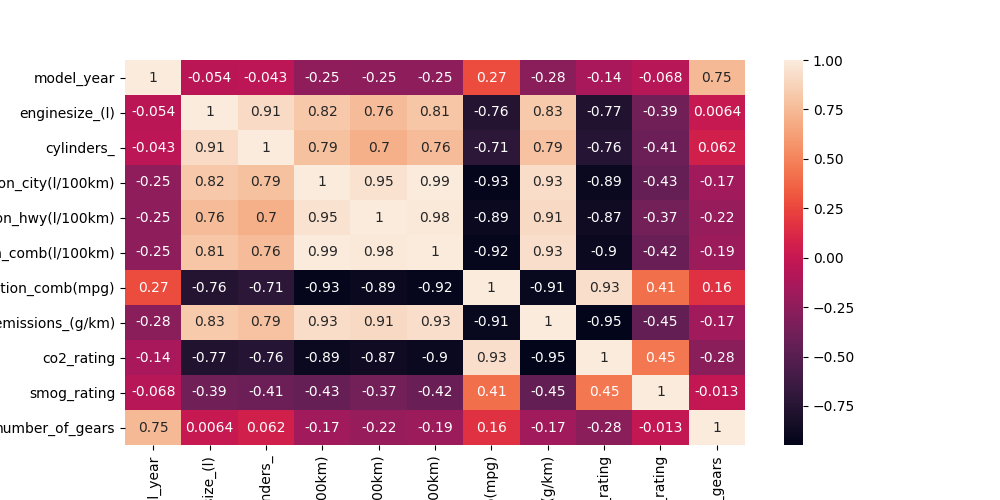 model_year 1 -0.054 -0.043 -0.25 -0.25 -0.25 0.27 -0.28 -0.14 -0.068 0.75
enginesize_(l) -0.054 1 0.91 0.82 0.76 0.81 -0.76 0.83 -0.77 -0.39 0.0064
cylinders_ -0.043 0.91 1 0.79 0.7 0.76 -0.71 0.79 -0.76 -0.41 0.062
on_city(l/100km) -0.25 0.82 0.79 1 0.95 0.99 -0.93 0.93 -0.89 -0.43 -0.17
on_hwy(l/100km) -0.25 0.76 0.7 0.95 1 0.98 -0.89 0.91 -0.87 -0.37 -0.22
_comb(l/100km) -0.25 0.81 0.76 0.99 0.98 1 -0.92 0.93 -0.9 -0.42 -0.19
tion_comb(mpg) 0.27 -0.76 -0.71 -0.93 -0.89 -0.92 1 -0.91 0.93 0.41 0.16
emissions_(g/km) -0.28 0.83 0.79 0.93 0.91 0.93 -0.91 1 -0.95 -0.45 -0.17
co2_rating -0.14 -0.77 -0.76 -0.89 -0.87 -0.9 0.93 -0.95 1 0.45 -0.28
smog_rating -0.068 -0.39 -0.41 -0.43 -0.37 -0.42 0.41 -0.45 0.45 1 -0.013
number_of_gears 0.75 0.0064 0.062 -0.17 -0.22 -0.19 0.16 -0.17 -0.28 -0.013 1
l_year
size_(l)
nders_
00km)
00km)
00km)
(mpg)
(g/km)
_rating
_rating
_gears
1.00
0.75
0.50
0.25
0.00
−0.25
−0.50
−0.75